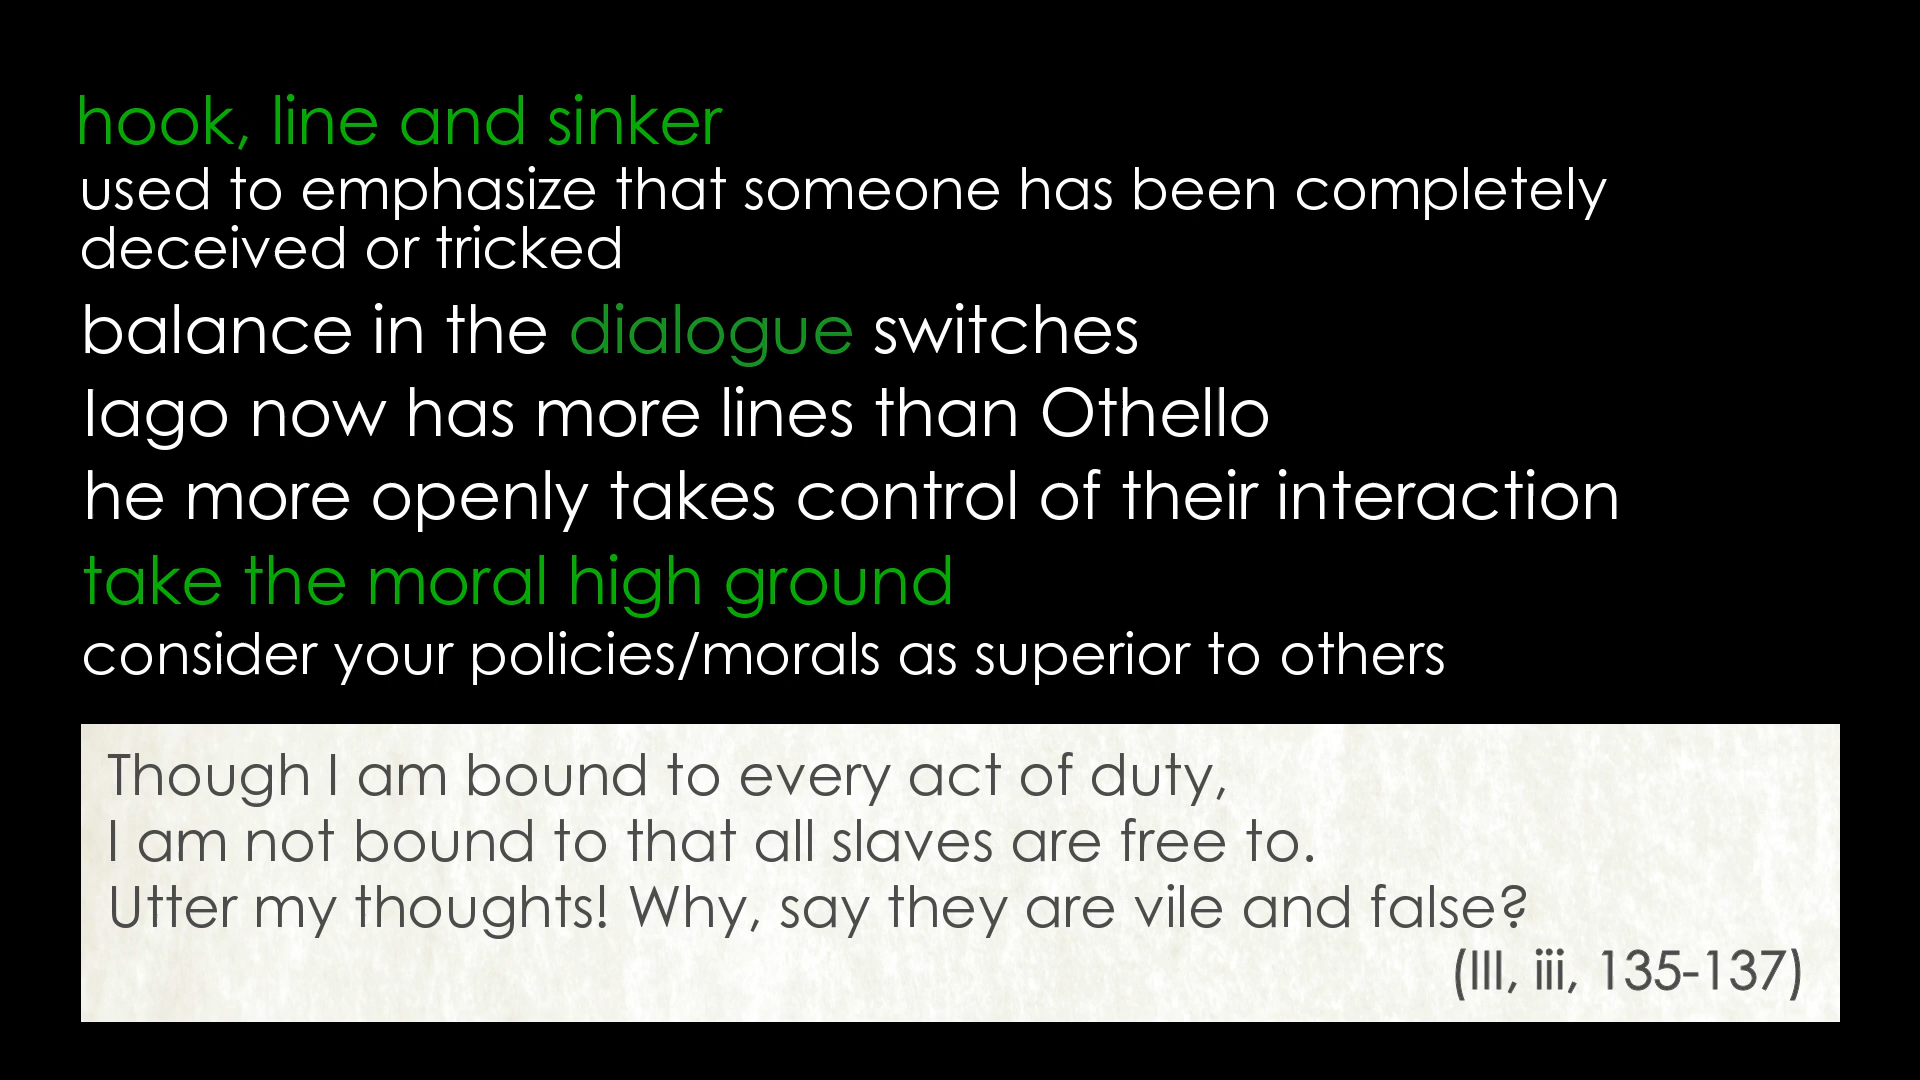 hook, line and sinker
used to emphasize that someone has been completely
deceived or tricked
balance in the dialogue switches
Iago now has more lines than Othello
he more openly takes control of their interaction
take the moral high ground
consider your policies/morals as superior to others
Though I am bound to every act of duty,
I am not bound to that all slaves are free to.
Utter my thoughts! Why, say they are vile and false?
(III, iii, 135-137)